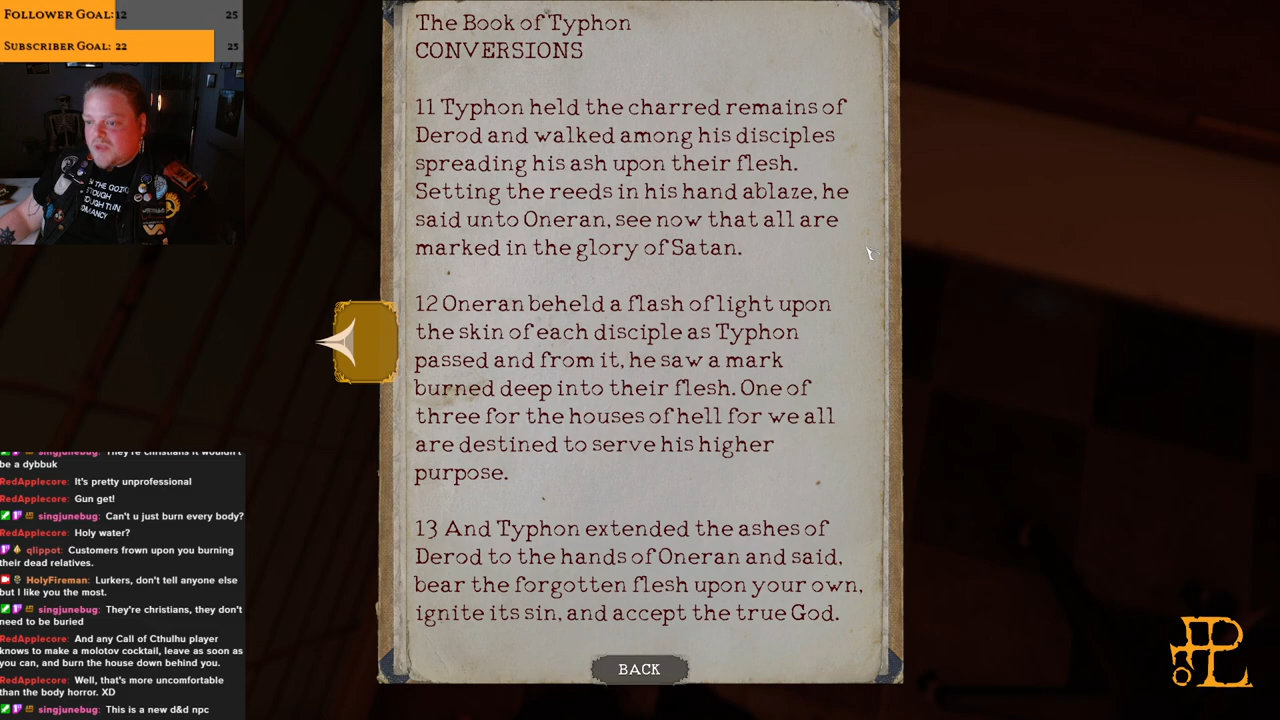 FOLLOWER GOAL: 12 25
SUBSCRIBER GOAL: 22 25
The Book of Typhon
CONVERSIONS
11 Typhon held the charred remains of
Derod and walked among his disciples
spreading his ash upon their flesh.
Setting the reeds in his hand ablaze, he
said unto Oneran, see now that all are
marked in the glory of Satan.
12 Oneran beheld a flash of light upon
the skin of each disciple as Typhon
passed and from it, he saw a mark
burned deep into their flesh. One of
three for the houses of hell for we all
are destined to serve his higher
purpose.
13 And Typhon extended the ashes of
Derod to the hands of Oneran and said,
bear the forgotten flesh upon your own,
ignite its sin, and accept the true God.
BACK
singjunebug: They're christians it wouldn't
be a dybbuk
RedApplecore: It's pretty unprofessional
RedApplecore: Gun get!
singjunebug: Can't u just burn every body?
RedApplecore: Holy water?
qlippot: Customers frown upon you burning
their dead relatives.
HolyFireman: Lurkers, don't tell anyone else
but I like you the most.
singjunebug: They're christians, they don't
need to be buried
RedApplecore: And any Call of Cthulhu player
knows to make a molotov cocktail, leave as soon as
you can, and burn the house down behind you.
RedApplecore: Well, that's more uncomfortable
than the body horror. XD
singjunebug: This is a new d&d npc